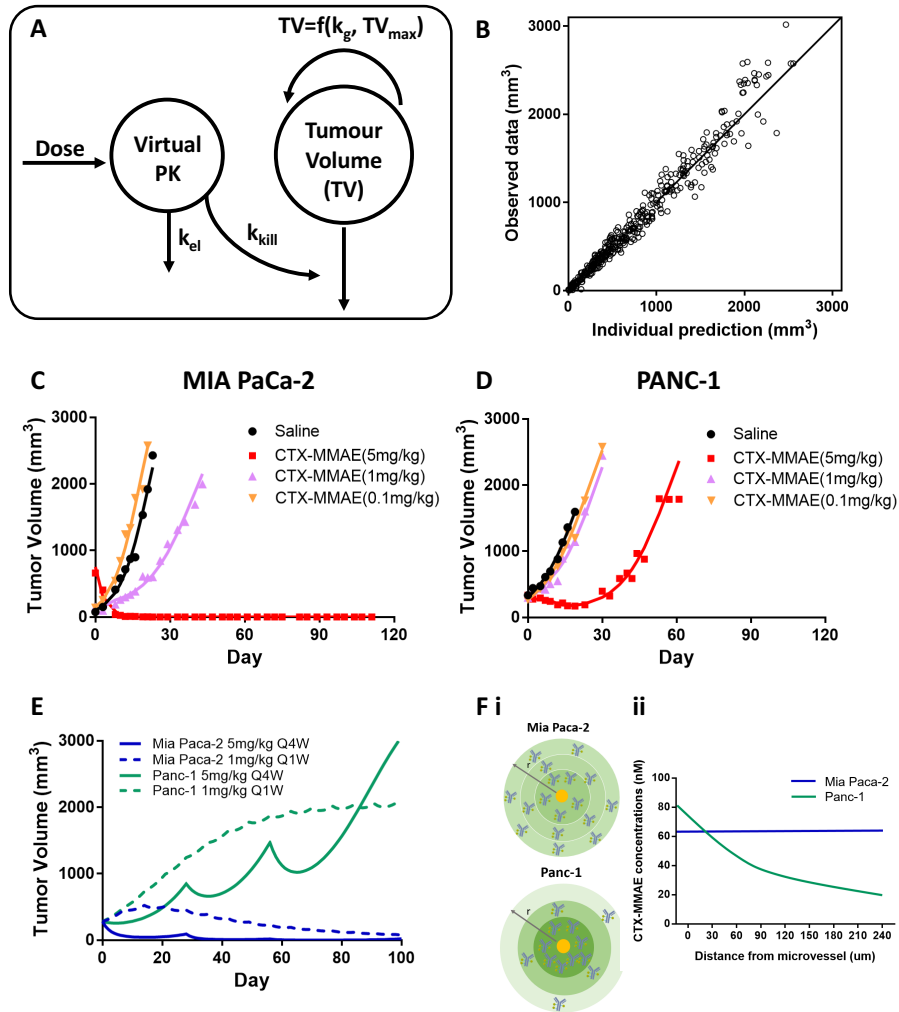 A
TV=f(kg, TVmax)
Dose
Virtual
PK
Tumour
Volume
(TV)
kel
kkill
B
Observed data (mm3)
3000
2000
1000
0
0
1000
2000
3000
Individual prediction (mm3)
C
MIA PaCa-2
Tumor Volume (mm3)
3000
2000
1000
0
0
30
60
90
120
Day
Saline
CTX-MMAE(5mg/kg)
CTX-MMAE(1mg/kg)
CTX-MMAE(0.1mg/kg)
D
PANC-1
Tumor Volume (mm3)
3000
2000
1000
0
0
30
60
90
120
Day
Saline
CTX-MMAE(5mg/kg)
CTX-MMAE(1mg/kg)
CTX-MMAE(0.1mg/kg)
E
Tumor Volume (mm3)
3000
2000
1000
0
0
20
40
60
80
100
Day
Mia Paca-2 5mg/kg Q4W
Mia Paca-2 1mg/kg Q1W
Panc-1 5mg/kg Q4W
Panc-1 1mg/kg Q1W
F i
Mia Paca-2
r
Panc-1
r
ii
CTX-MMAE concentrations (nM)
100
80
60
40
20
0
0
30
60
90
120
150
180
210
240
Distance from microvessel (um)
Mia Paca-2
Panc-1